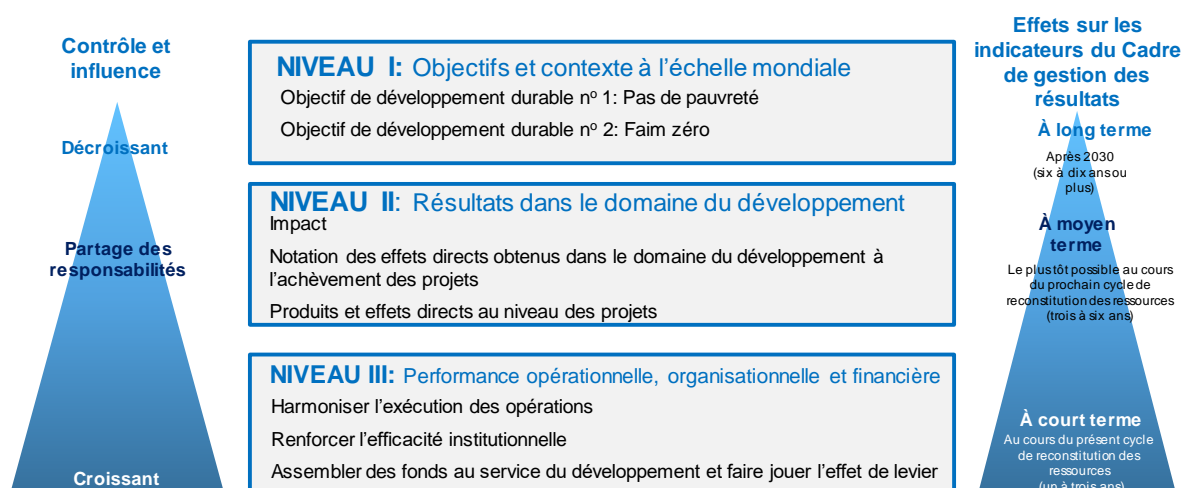 Contrôle et
influence
Décroissant
Partage des
responsabilités
Croissant
NIVEAU I: Objectifs et contexte à l'échelle mondiale
Objectif de développement durable nº 1: Pas de pauvreté
Objectif de développement durable nº 2: Faim zéro
NIVEAU II: Résultats dans le domaine du développement
Impact
Notation des effets directs obtenus dans le domaine du développement à
l'achèvement des projets
Produits et effets directs au niveau des projets
NIVEAU III: Performance opérationnelle, organisationnelle et financière
Harmoniser l'exécution des opérations
Renforcer l'efficacité institutionnelle
Assembler des fonds au service du développement et faire jouer l'effet de levier
Effets sur les
indicateurs du Cadre
de gestion des
résultats
À long terme
Après 2030
(six à dix ans ou
plus)
À moyen
terme
Le plus tôt possible au cours
du prochain cycle de
reconstitution des ressources
(trois à six ans)
À court terme
Au cours du présent cycle
de reconstitution des
ressources
(un à trois ans)